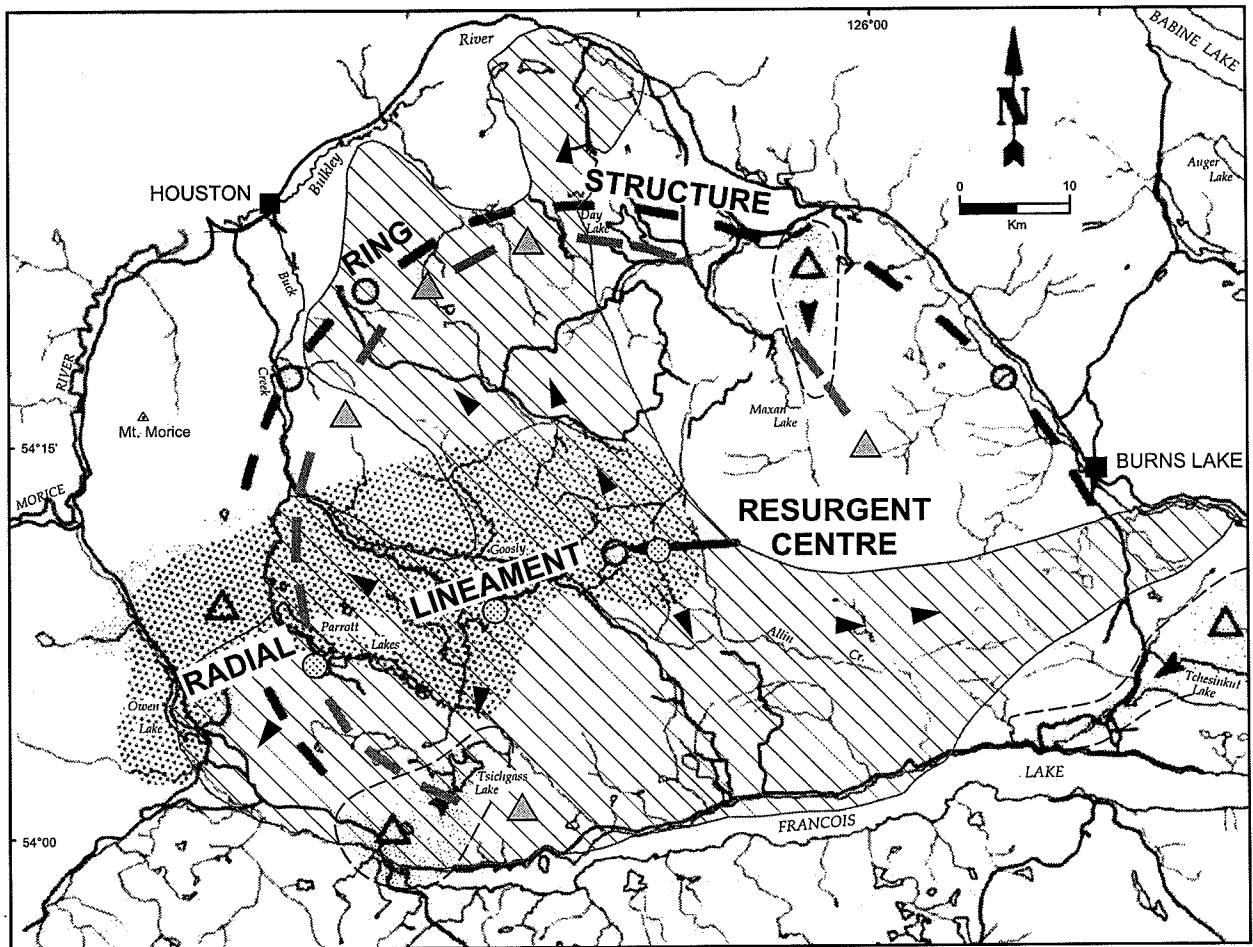 126°00'
River
BABINE LAKE
N
Auger
Lake
0 10
Km
HOUSTON
Bulkley
STRUCTURE
Day
Lake
RING
Buck
RIVER
Creek
Mt. Morice
Maxan
Lake
54°15'
BURNS LAKE
MORICE
RESURGENT
CENTRE
Goosly
LINEAMENT
Parrott
Lakes
Allin
Cr.
RADIAL
Owen
Lake
Tchesinkut
Lake
Tsichgass
Lake
LAKE
FRANCOIS
54°00